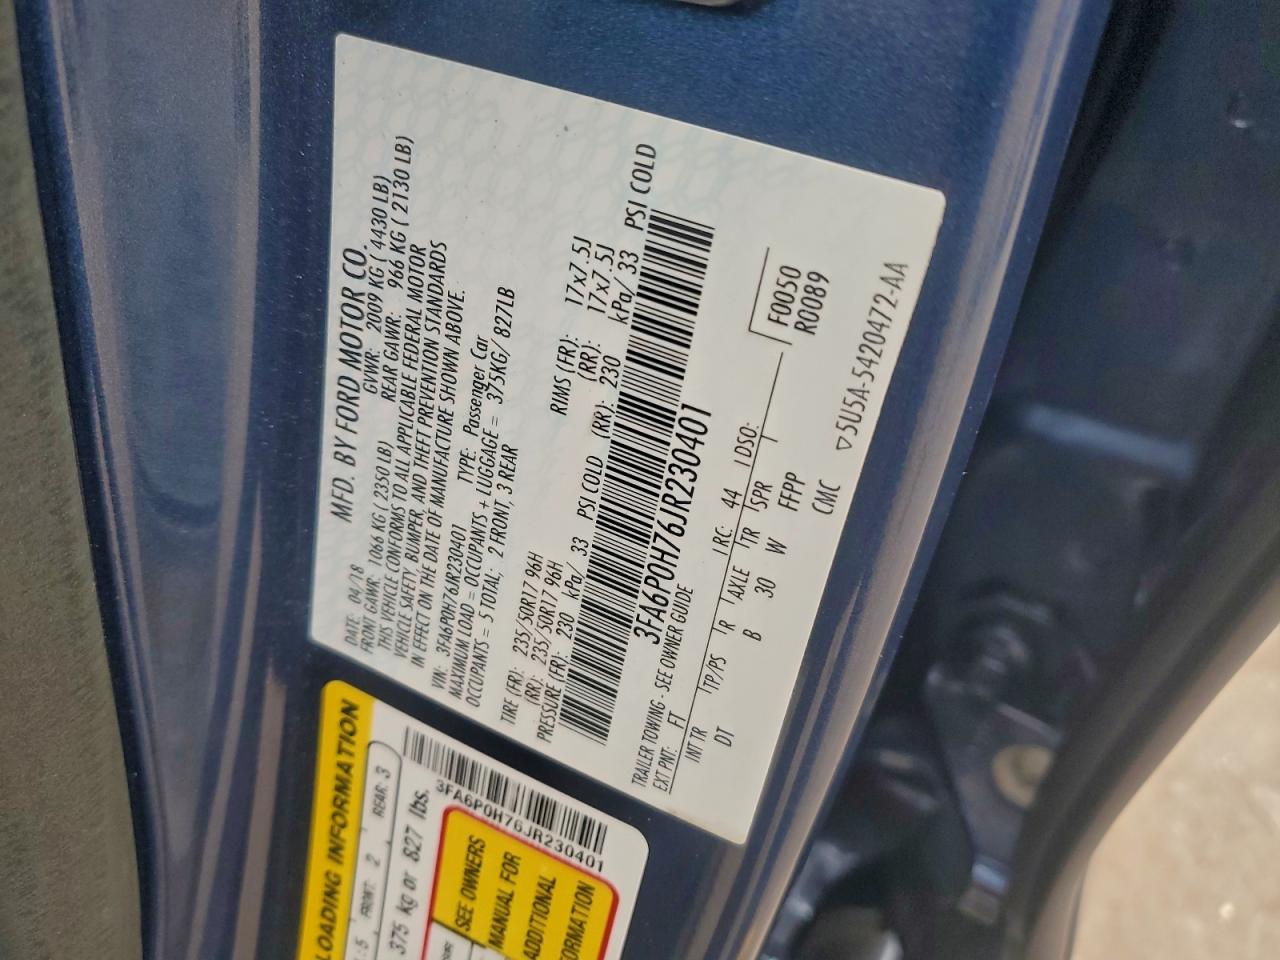 MFD. BY FORD MOTOR CO.
DATE: 04/18 GVWR: 2009 KG ( 4430 LB)
FRONT GAWR: 1066 KG ( 2350 LB) REAR GAWR: 966 KG ( 2130 LB)
THIS VEHICLE CONFORMS TO ALL APPLICABLE FEDERAL MOTOR
VEHICLE SAFETY, BUMPER, AND THEFT PREVENTION STANDARDS
IN EFFECT ON THE DATE OF MANUFACTURE SHOWN ABOVE.
VIN: 3FA6P0H76JR230401 TYPE: Passenger Car
MAXIMUM LOAD = OCCUPANTS + LUGGAGE = 375KG/ 827LB
OCCUPANTS = 5 TOTAL; 2 FRONT, 3 REAR
TIRE (FR): 235/50R17 96H RIMS (FR): 17x7.5J
(RR): 235/50R17 96H (RR): 17x7.5J
PRESSURE (FR): 230 kPa/ 33 PSI COLD (RR): 230 kPa/ 33 PSI COLD
3FA6P0H76JR230401
TRAILER TOWING - SEE OWNER GUIDE
EXT PNT: FT RC: 44 DSO: F0050
R0089
INT TR TP/PS R AXLE TR SPR
DT B 30 W FFPP
CMC ▽5U5A-5420472-AA
LOADING INFORMATION
: 5 FRONT: 2 REAR: 3
375 kg or 827 lbs.
3FA6P0H76JR230401
SEE OWNERS
MANUAL FOR
ADDITIONAL